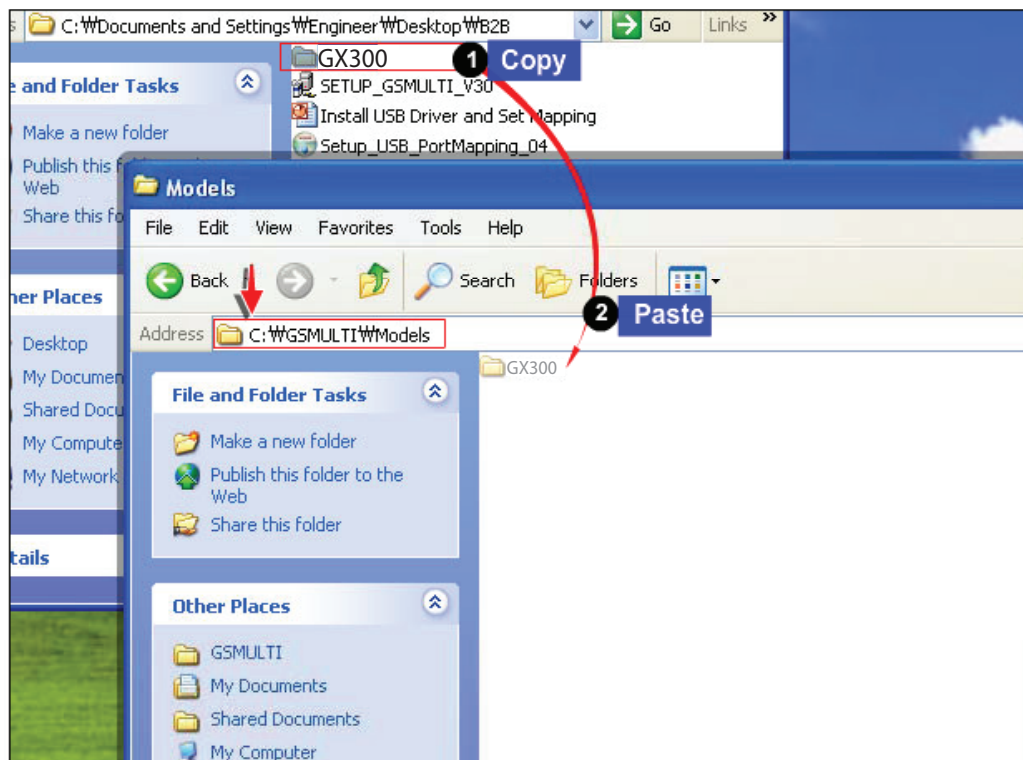 C:₩Documents and Settings₩Engineer₩Desktop₩B2B Go Links »
GX300
1 Copy
SETUP_GSMULTI_V30
Install USB Driver and Set Mapping
Setup_USB_PortMapping_04
e and Folder Tasks
Make a new folder
Publish this f
Web
Share this fo
her Places
Desktop
My Documen
Shared Docu
My Compute
My Network
tails
Models
File Edit View Favorites Tools Help
Back Search Folders
2 Paste
Address C:₩GSMULTI₩Models
GX300
File and Folder Tasks
Make a new folder
Publish this folder to the
Web
Share this folder
Other Places
GSMULTI
My Documents
Shared Documents
My Computer